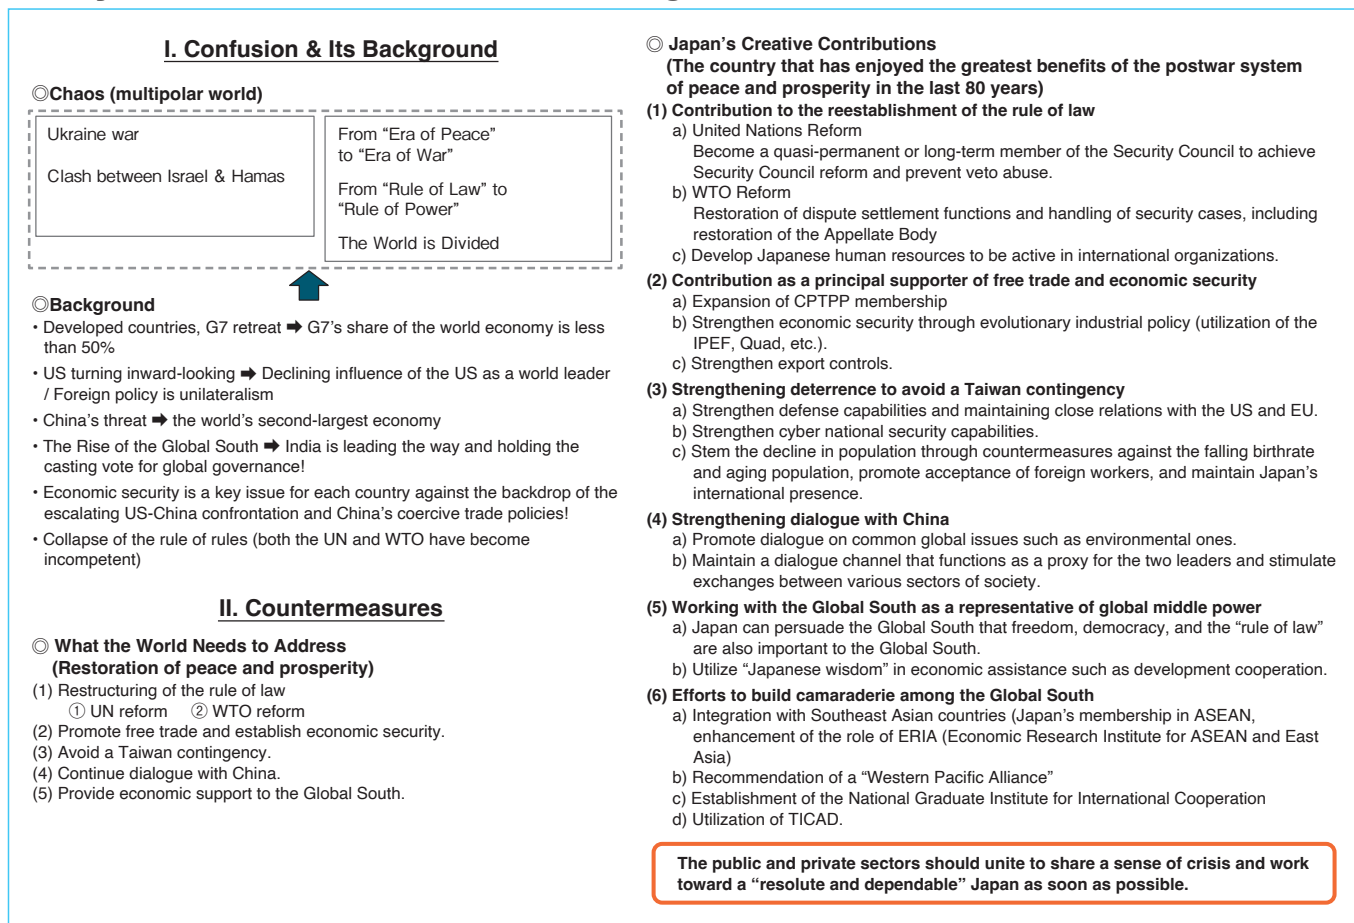 I. Confusion & Its Background
◎Chaos (multipolar world)
Ukraine war
Clash between Israel & Hamas
From “Era of Peace”
to “Era of War”
From “Rule of Law” to
“Rule of Power”
The World is Divided
◎Background
・Developed countries, G7 retreat ➡ G7’s share of the world economy is less
than 50%
・US turning inward-looking ➡ Declining influence of the US as a world leader
/ Foreign policy is unilateralism
・China’s threat ➡ the world’s second-largest economy
・The Rise of the Global South ➡ India is leading the way and holding the
casting vote for global governance!
・Economic security is a key issue for each country against the backdrop of the
escalating US-China confrontation and China’s coercive trade policies!
・Collapse of the rule of rules (both the UN and WTO have become
incompetent)
II. Countermeasures
◎ What the World Needs to Address
(Restoration of peace and prosperity)
(1) Restructuring of the rule of law
① UN reform ② WTO reform
(2) Promote free trade and establish economic security.
(3) Avoid a Taiwan contingency.
(4) Continue dialogue with China.
(5) Provide economic support to the Global South.
◎ Japan’s Creative Contributions
(The country that has enjoyed the greatest benefits of the postwar system
of peace and prosperity in the last 80 years)
(1) Contribution to the reestablishment of the rule of law
a) United Nations Reform
Become a quasi-permanent or long-term member of the Security Council to achieve
Security Council reform and prevent veto abuse.
b) WTO Reform
Restoration of dispute settlement functions and handling of security cases, including
restoration of the Appellate Body
c) Develop Japanese human resources to be active in international organizations.
(2) Contribution as a principal supporter of free trade and economic security
a) Expansion of CPTPP membership
b) Strengthen economic security through evolutionary industrial policy (utilization of the
IPEF, Quad, etc.).
c) Strengthen export controls.
(3) Strengthening deterrence to avoid a Taiwan contingency
a) Strengthen defense capabilities and maintaining close relations with the US and EU.
b) Strengthen cyber national security capabilities.
c) Stem the decline in population through countermeasures against the falling birthrate
and aging population, promote acceptance of foreign workers, and maintain Japan’s
international presence.
(4) Strengthening dialogue with China
a) Promote dialogue on common global issues such as environmental ones.
b) Maintain a dialogue channel that functions as a proxy for the two leaders and stimulate
exchanges between various sectors of society.
(5) Working with the Global South as a representative of global middle power
a) Japan can persuade the Global South that freedom, democracy, and the “rule of law”
are also important to the Global South.
b) Utilize “Japanese wisdom” in economic assistance such as development cooperation.
(6) Efforts to build camaraderie among the Global South
a) Integration with Southeast Asian countries (Japan’s membership in ASEAN,
enhancement of the role of ERIA (Economic Research Institute for ASEAN and East
Asia)
b) Recommendation of a “Western Pacific Alliance”
c) Establishment of the National Graduate Institute for International Cooperation
d) Utilization of TICAD.
The public and private sectors should unite to share a sense of crisis and work
toward a “resolute and dependable” Japan as soon as possible.